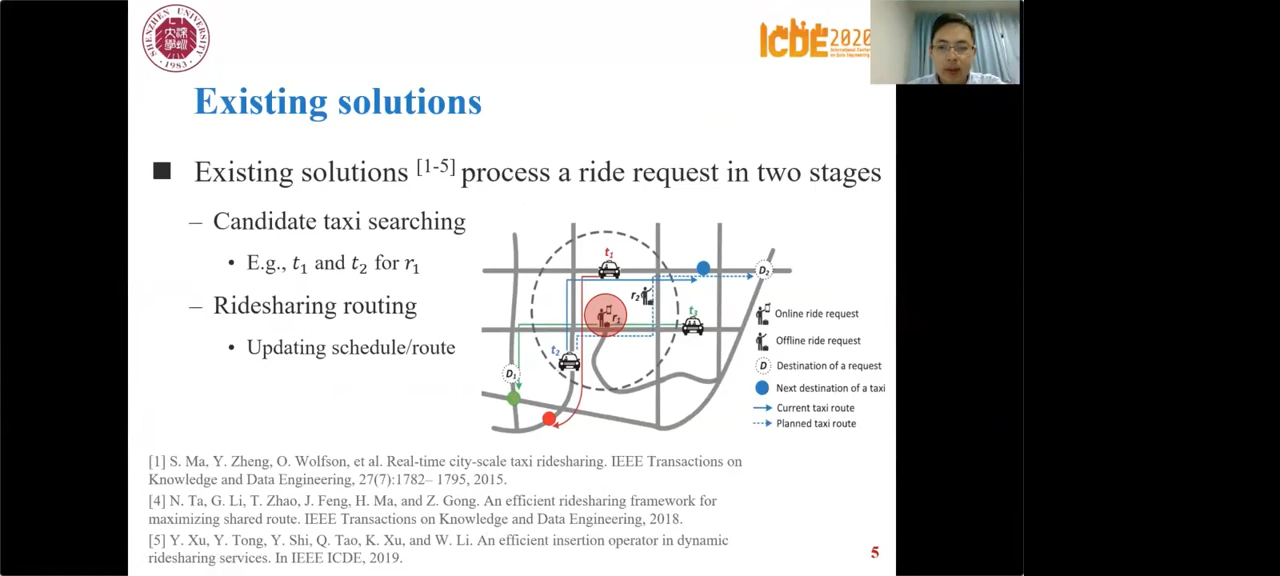 SHENZHEN UNIVERSITY
1983
ICDE 2020
Existing solutions
■ Existing solutions [1-5] process a ride request in two stages
– Candidate taxi searching
• E.g., t1 and t2 for r1
– Ridesharing routing
• Updating schedule/route
t1
D2
r2
r1
t3
t2
D1
Online ride request
Offline ride request
D Destination of a request
Next destination of a taxi
Current taxi route
Planned taxi route
[1] S. Ma, Y. Zheng, O. Wolfson, et al. Real-time city-scale taxi ridesharing. IEEE Transactions on
Knowledge and Data Engineering, 27(7):1782– 1795, 2015.
[4] N. Ta, G. Li, T. Zhao, J. Feng, H. Ma, and Z. Gong. An efficient ridesharing framework for
maximizing shared route. IEEE Transactions on Knowledge and Data Engineering, 2018.
[5] Y. Xu, Y. Tong, Y. Shi, Q. Tao, K. Xu, and W. Li. An efficient insertion operator in dynamic
ridesharing services. In IEEE ICDE, 2019.
5